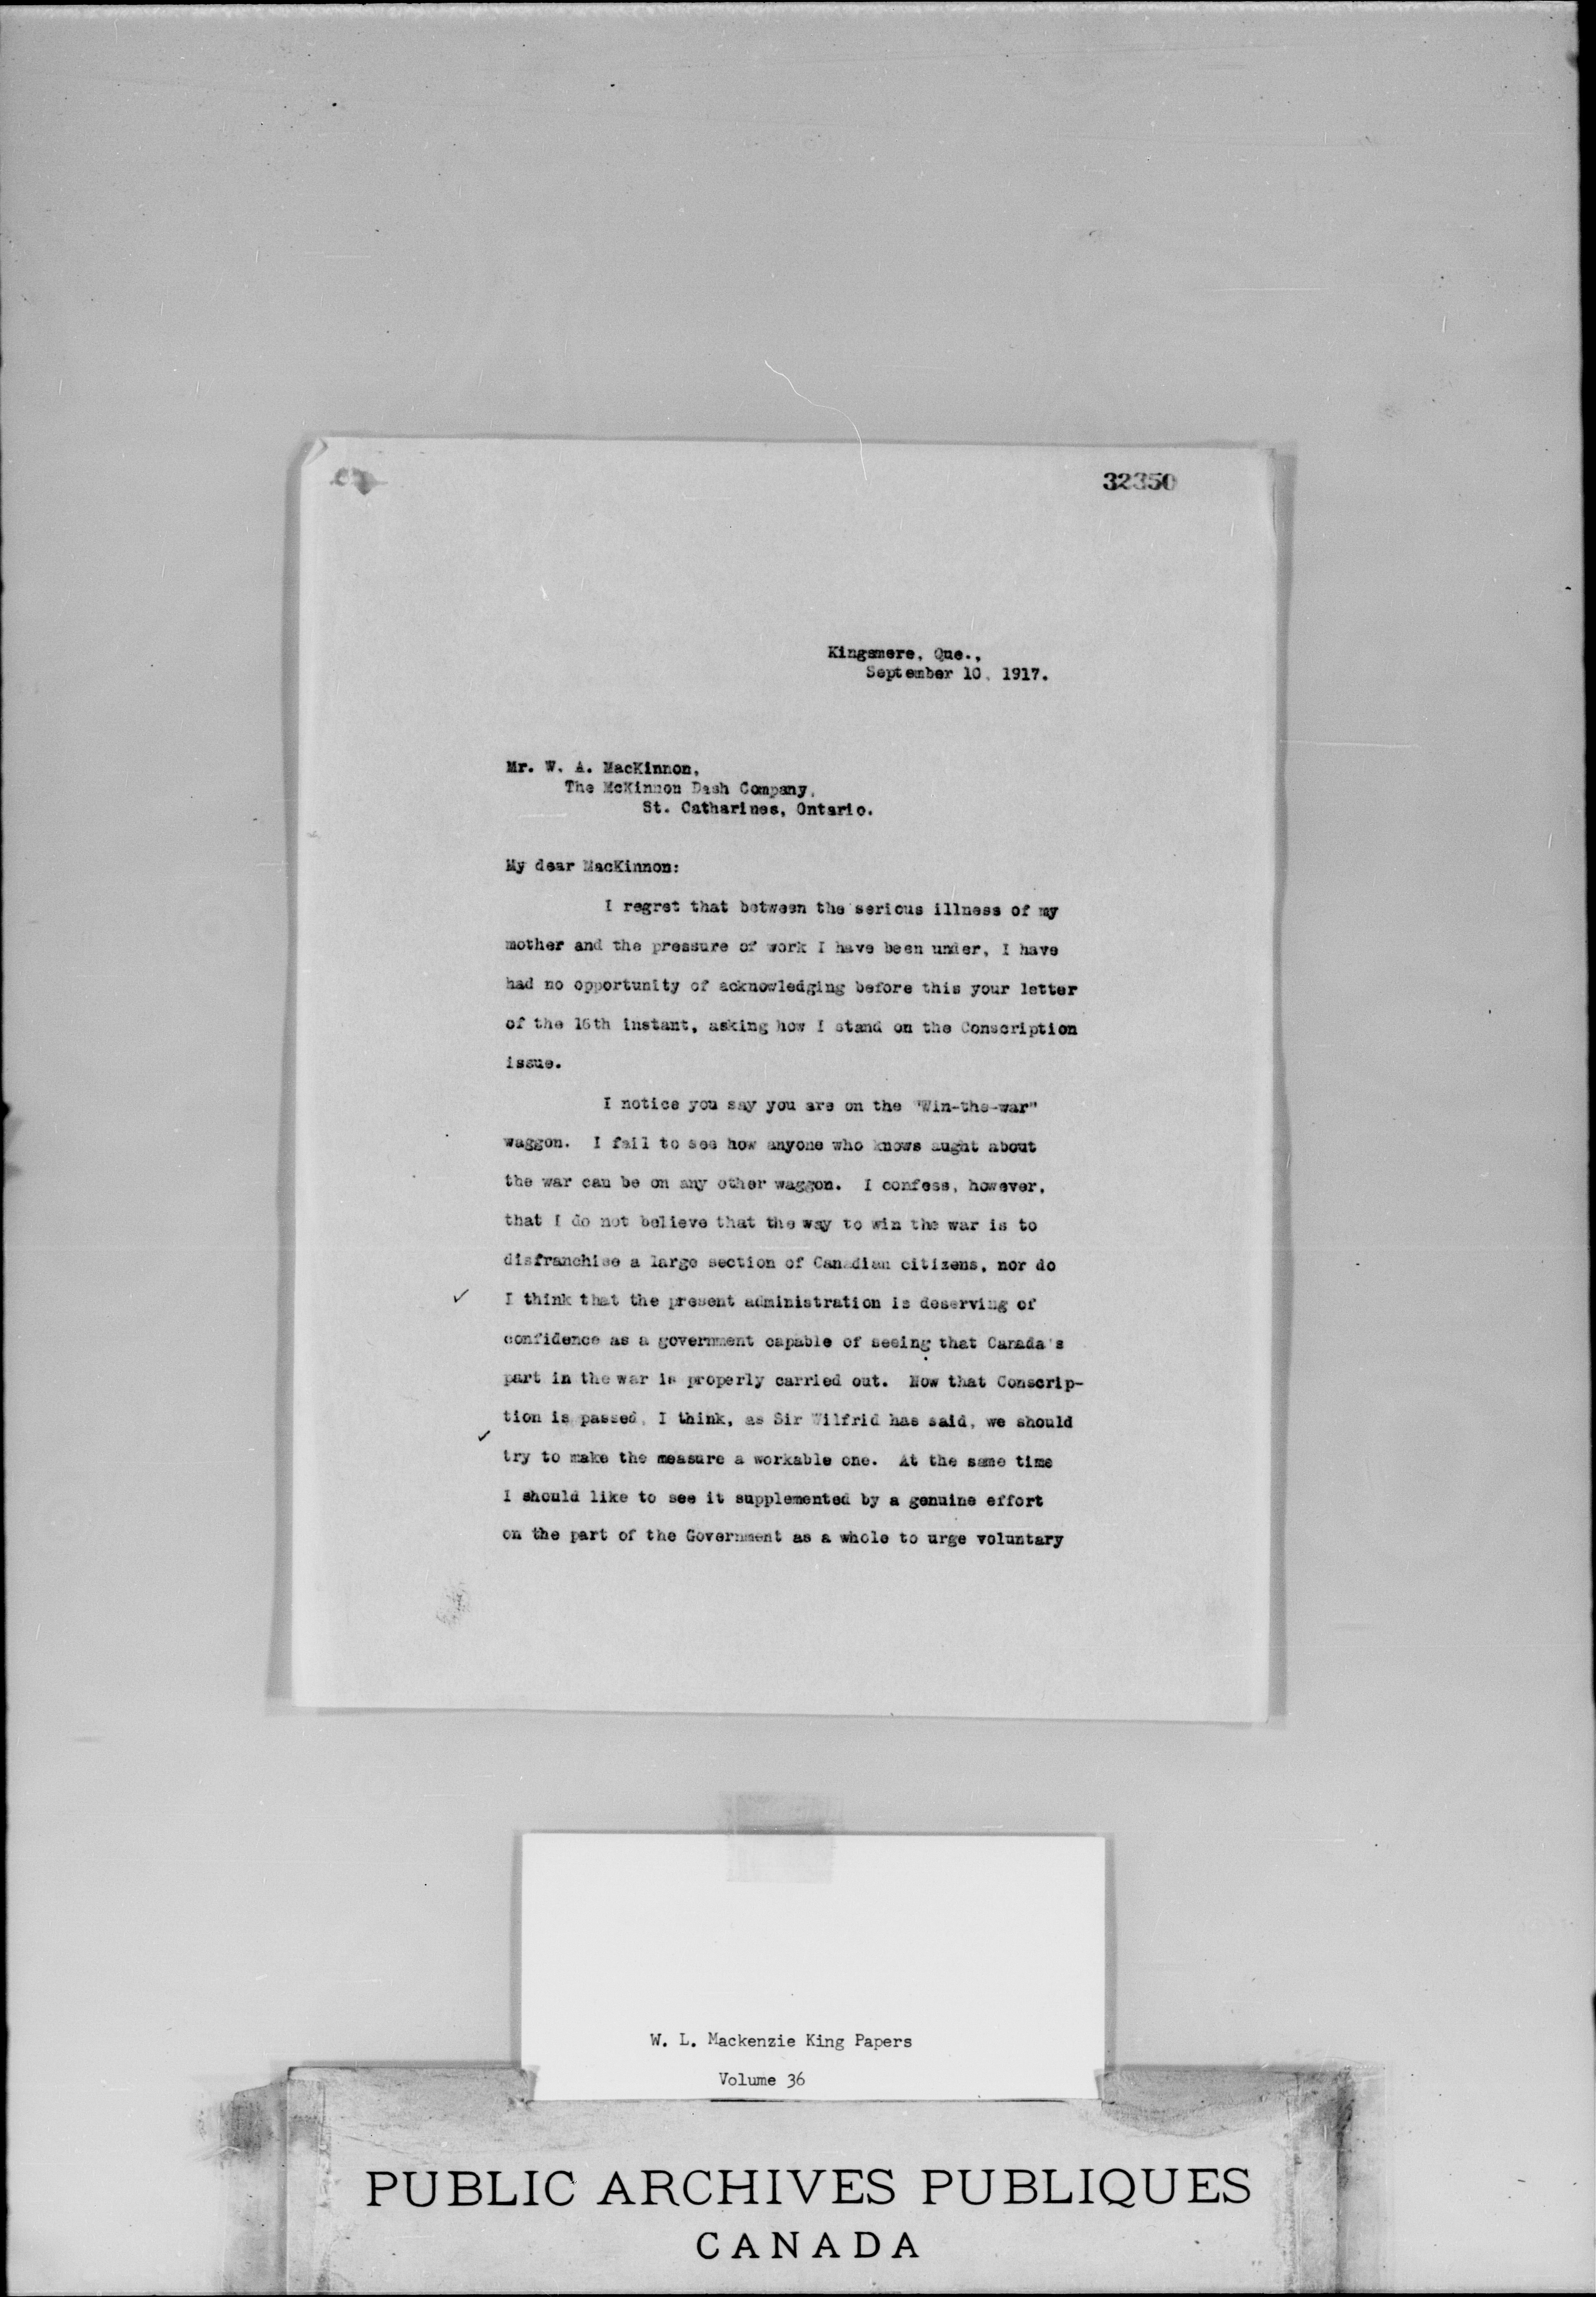 32350
Kingsmere, Que.,
September 10, 1917.
Mr. W. A. MacKinnon,
The McKinnon Dash Company,
St. Catharines, Ontario.
My dear MacKinnon:
I regret that between the serious illness of my
mother and the pressure of work I have been under, I have
had no opportunity of acknowledging before this your letter
of the 16th instant, asking how I stand on the Conscription
issue.
I notice you say you are on the "Win-the-war"
waggon. I fail to see how anyone who knows aught about
the war can be on any other waggon. I confess, however,
that I do not believe that the way to win the war is to
disfranchise a large section of Canadian citizens, nor do
I think that the present administration is deserving of
confidence as a government capable of seeing that Canada's
part in the war is properly carried out. Now that Conscrip-
tion is passed, I think, as Sir Wilfrid has said, we should
try to make the measure a workable one. At the same time
I should like to see it supplemented by a genuine effort
on the part of the Government as a whole to urge voluntary
W. L. Mackenzie King Papers
Volume 36
PUBLIC ARCHIVES PUBLIQUES
CANADA